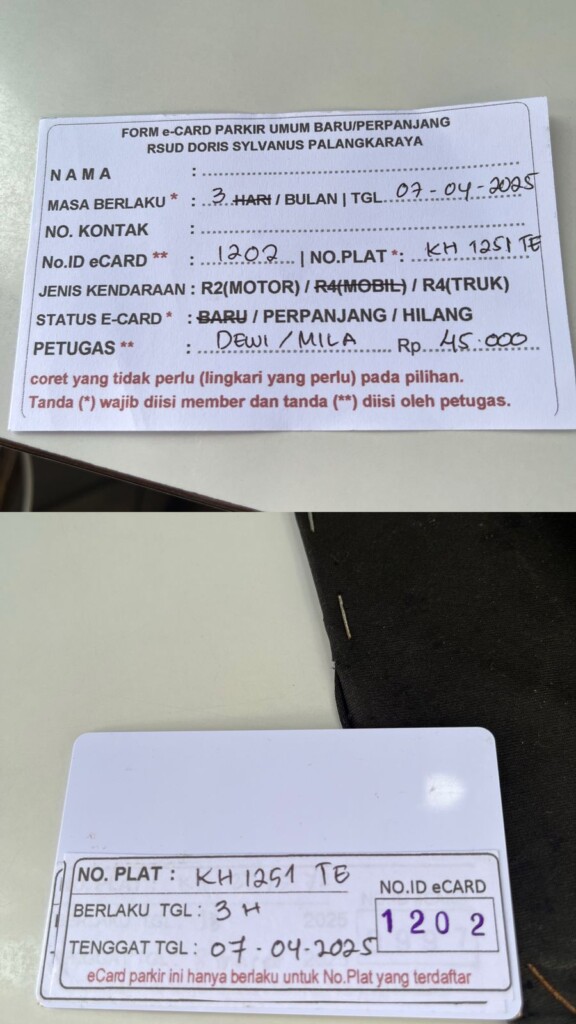 FORM e-CARD PARKIR UMUM BARU/PERPANJANG
RSUD DORIS SYLVANUS PALANGKARAYA
NAMA :
MASA BERLAKU * : 3 HARI / BULAN | TGL. 07-04-2025
NO. KONTAK :
No.ID eCARD ** : 1202 | NO.PLAT *: KH 1251 TE
JENIS KENDARAAN : R2(MOTOR) / R4(MOBIL) / R4(TRUK)
STATUS E-CARD * : BARU / PERPANJANG / HILANG
PETUGAS ** : DEWI / MILA Rp. 45.000
coret yang tidak perlu (lingkari yang perlu) pada pilihan.
Tanda (*) wajib diisi member dan tanda (**) diisi oleh petugas.
NO. PLAT : KH 1251 TE
NO.ID eCARD
BERLAKU TGL : 3 H
1202
TENGGAT TGL : 07-04-2025
eCard parkir ini hanya berlaku untuk No.Plat yang terdaftar